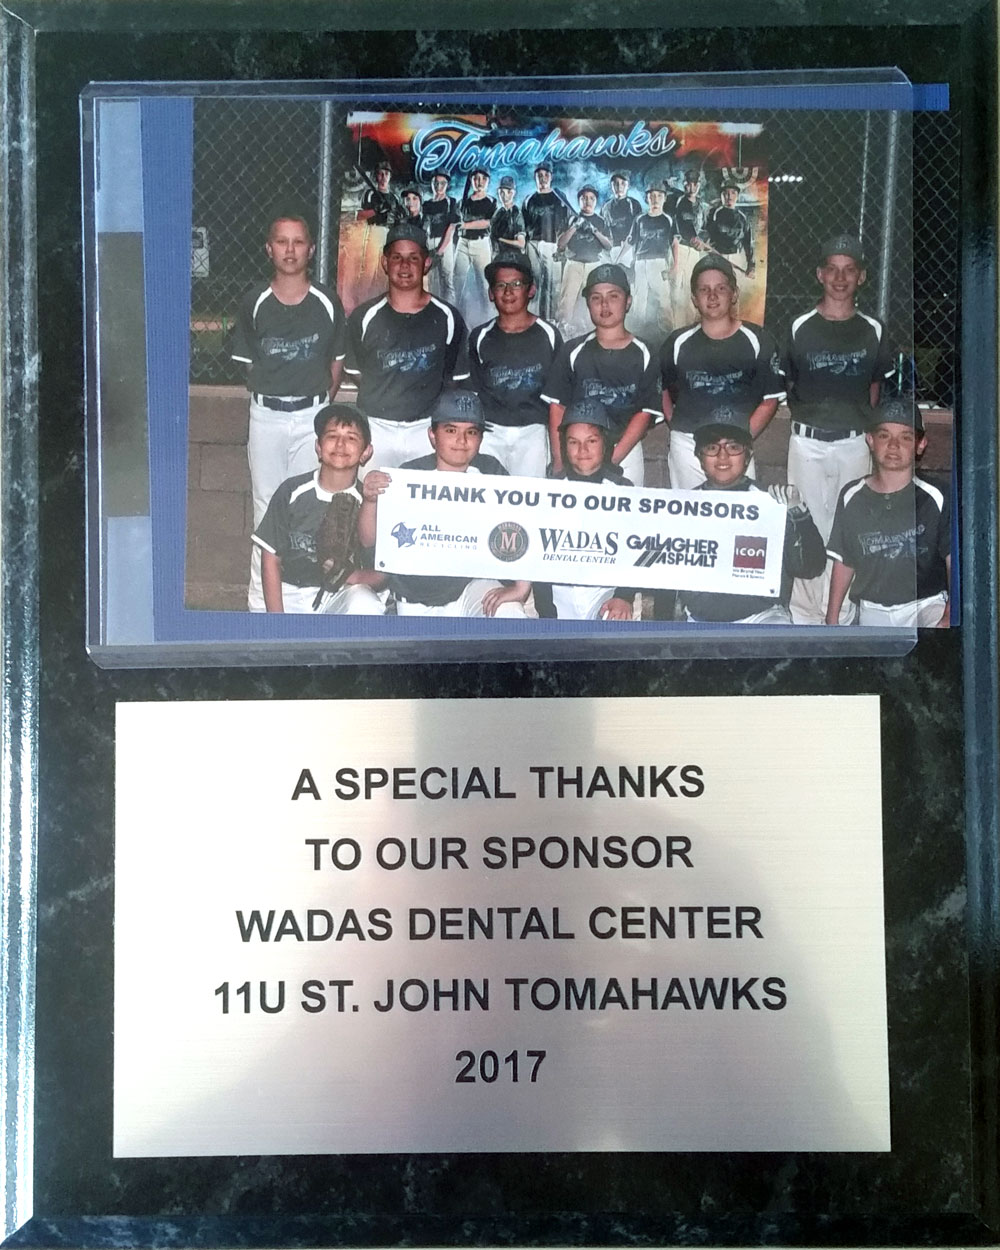 Tomahawks
THANK YOU TO OUR SPONSORS
ALL
AMERICAN
RECYCLING
M
WADAS
DENTAL CENTER
GALLAGHER
ASPHALT
icon
A SPECIAL THANKS
TO OUR SPONSOR
WADAS DENTAL CENTER
11U ST. JOHN TOMAHAWKS
2017